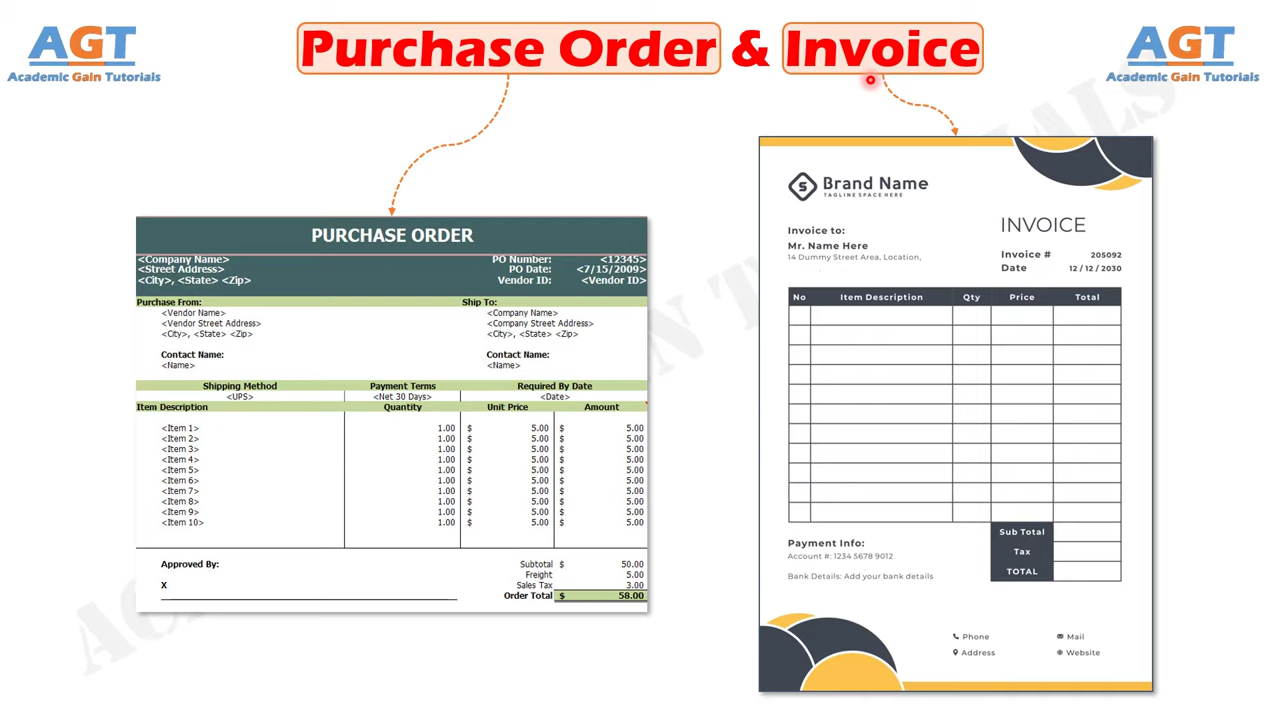 AGT
Academic Gain Tutorials
Purchase Order & Invoice
AGT
Academic Gain Tutorials
PURCHASE ORDER
<Company Name>
<Street Address>
<City>, <State> <Zip>
PO Number: <12345>
PO Date: <7/15/2009>
Vendor ID: <Vendor ID>
Purchase From:
<Vendor Name>
<Vendor Street Address>
<City>, <State> <Zip>
Contact Name:
<Name>
Ship To:
<Company Name>
<Company Street Address>
<City>, <State> <Zip>
Contact Name:
<Name>
Shipping Method Payment Terms Required By Date
<UPS> <Net 30 Days> <Date>
Item Description Quantity Unit Price Amount
<Item 1> 1.00 $ 5.00 $ 5.00
<Item 2> 1.00 $ 5.00 $ 5.00
<Item 3> 1.00 $ 5.00 $ 5.00
<Item 4> 1.00 $ 5.00 $ 5.00
<Item 5> 1.00 $ 5.00 $ 5.00
<Item 6> 1.00 $ 5.00 $ 5.00
<Item 7> 1.00 $ 5.00 $ 5.00
<Item 8> 1.00 $ 5.00 $ 5.00
<Item 9> 1.00 $ 5.00 $ 5.00
<Item 10> 1.00 $ 5.00 $ 5.00
Approved By:
X
Subtotal $ 50.00
Freight 5.00
Sales Tax 3.00
Order Total $ 58.00
S
Brand Name
TAGLINE SPACE HERE
Invoice to:
Mr. Name Here
14 Dummy Street Area, Location,
INVOICE
Invoice # 205092
Date 12 / 12 / 2030
No Item Description Qty Price Total
Sub Total
Tax
TOTAL
Payment Info:
Account #: 1234 5678 9012
Bank Details: Add your bank details
Phone Mail
Address Website